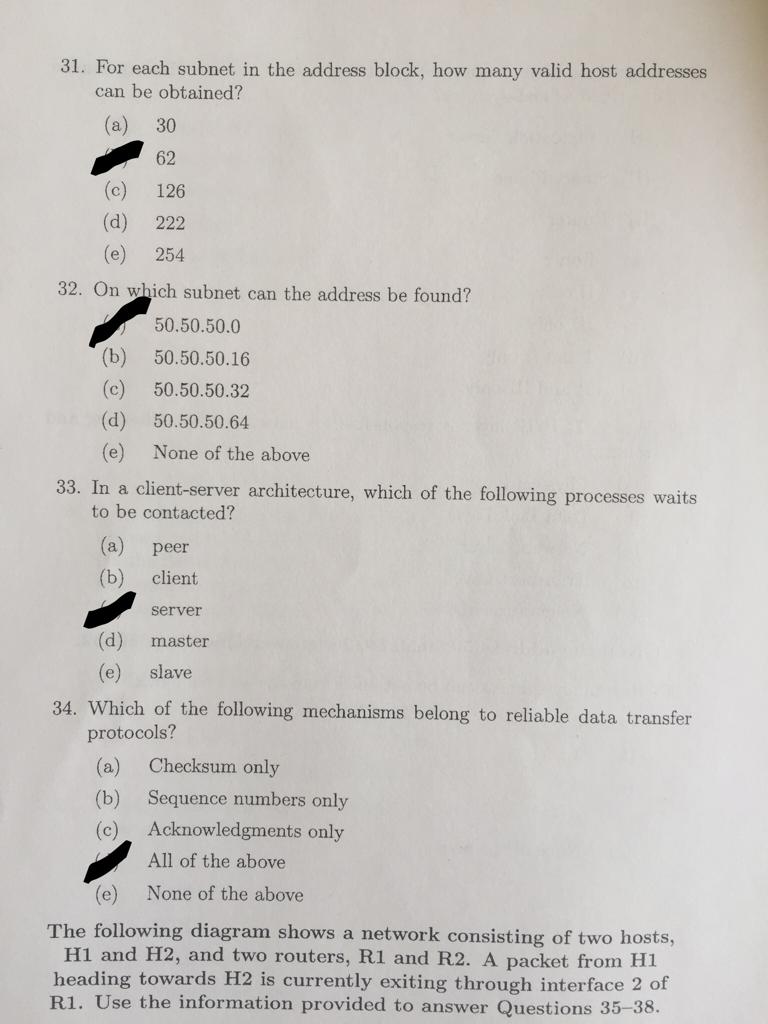 31. For each subnet in the address block, how many valid host addresses
can be obtained?
(a) 30
62
(c) 126
(d) 222
(e) 254
32. On which subnet can the address be found?
50.50.50.0
(b) 50.50.50.16
(c) 50.50.50.32
(d) 50.50.50.64
(e) None of the above
33. In a client-server architecture, which of the following processes waits
to be contacted?
(a) peer
(b) client
server
(d) master
(e) slave
34. Which of the following mechanisms belong to reliable data transfer
protocols?
(a) Checksum only
(b) Sequence numbers only
(c) Acknowledgments only
All of the above
(e) None of the above
The following diagram shows a network consisting of two hosts,
H1 and H2, and two routers, R1 and R2. A packet from H1
heading towards H2 is currently exiting through interface 2 of
R1. Use the information provided to answer Questions 35–38.